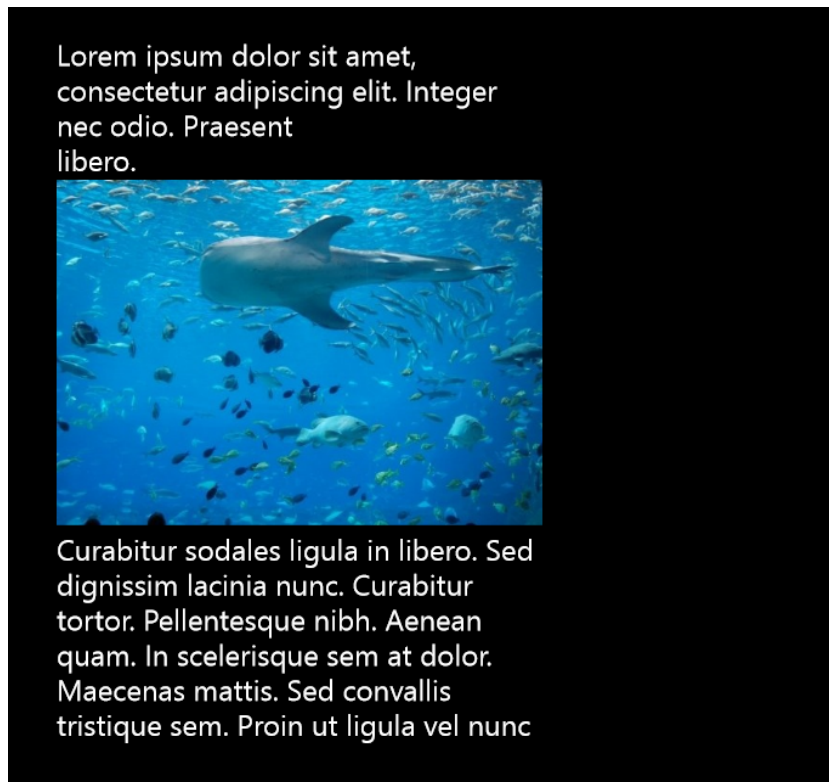 Lorem ipsum dolor sit amet,
consectetur adipiscing elit. Integer
nec odio. Praesent
libero.
Curabitur sodales ligula in libero. Sed
dignissim lacinia nunc. Curabitur
tortor. Pellentesque nibh. Aenean
quam. In scelerisque sem at dolor.
Maecenas mattis. Sed convallis
tristique sem. Proin ut ligula vel nunc